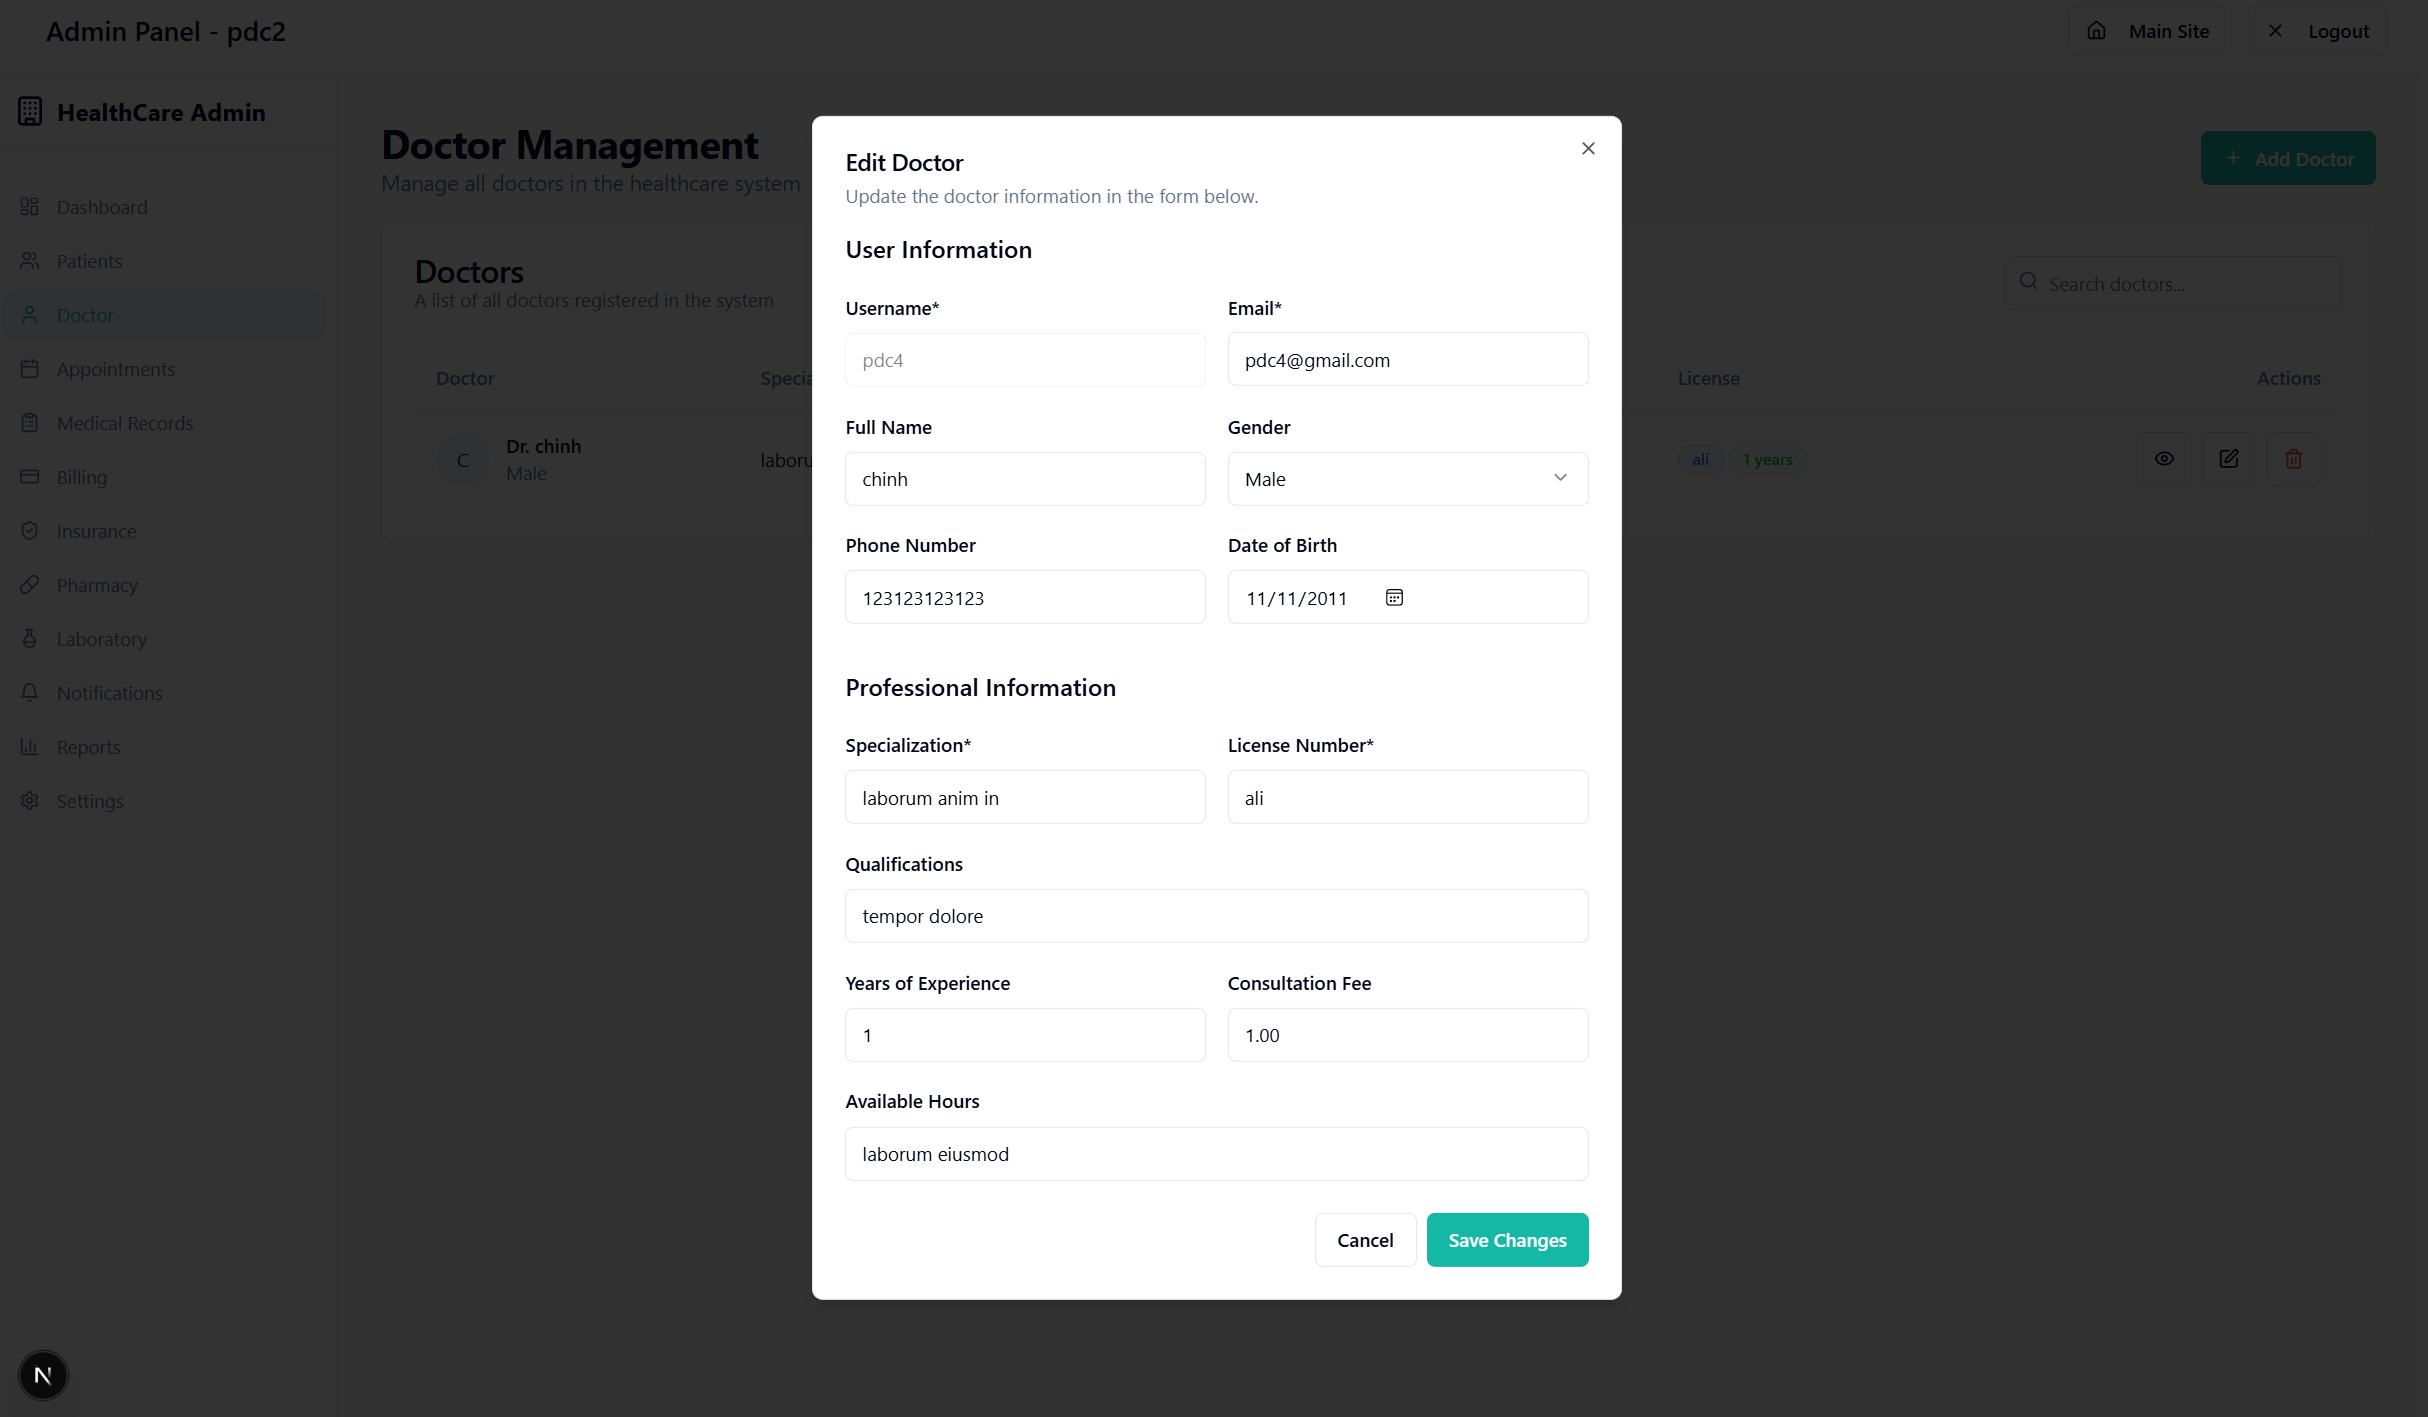 Admin Panel - pdc2
Main Site
Logout
HealthCare Admin
Dashboard
Patients
Doctor
Appointments
Medical Records
Billing
Insurance
Pharmacy
Laboratory
Notifications
Reports
Settings
N
Doctor Management
Manage all doctors in the healthcare system
Add Doctor
Doctors
A list of all doctors registered in the system
Search doctors...
Doctor
Specia
License
Actions
C
Dr. chinh
Male
laboru
ali
1 years
Edit Doctor
Update the doctor information in the form below.
User Information
Username*
Email*
pdc4
pdc4@gmail.com
Full Name
Gender
chinh
Male
Phone Number
Date of Birth
123123123123
11/11/2011
Professional Information
Specialization*
License Number*
laborum anim in
ali
Qualifications
tempor dolore
Years of Experience
Consultation Fee
1
1.00
Available Hours
laborum eiusmod
Cancel
Save Changes